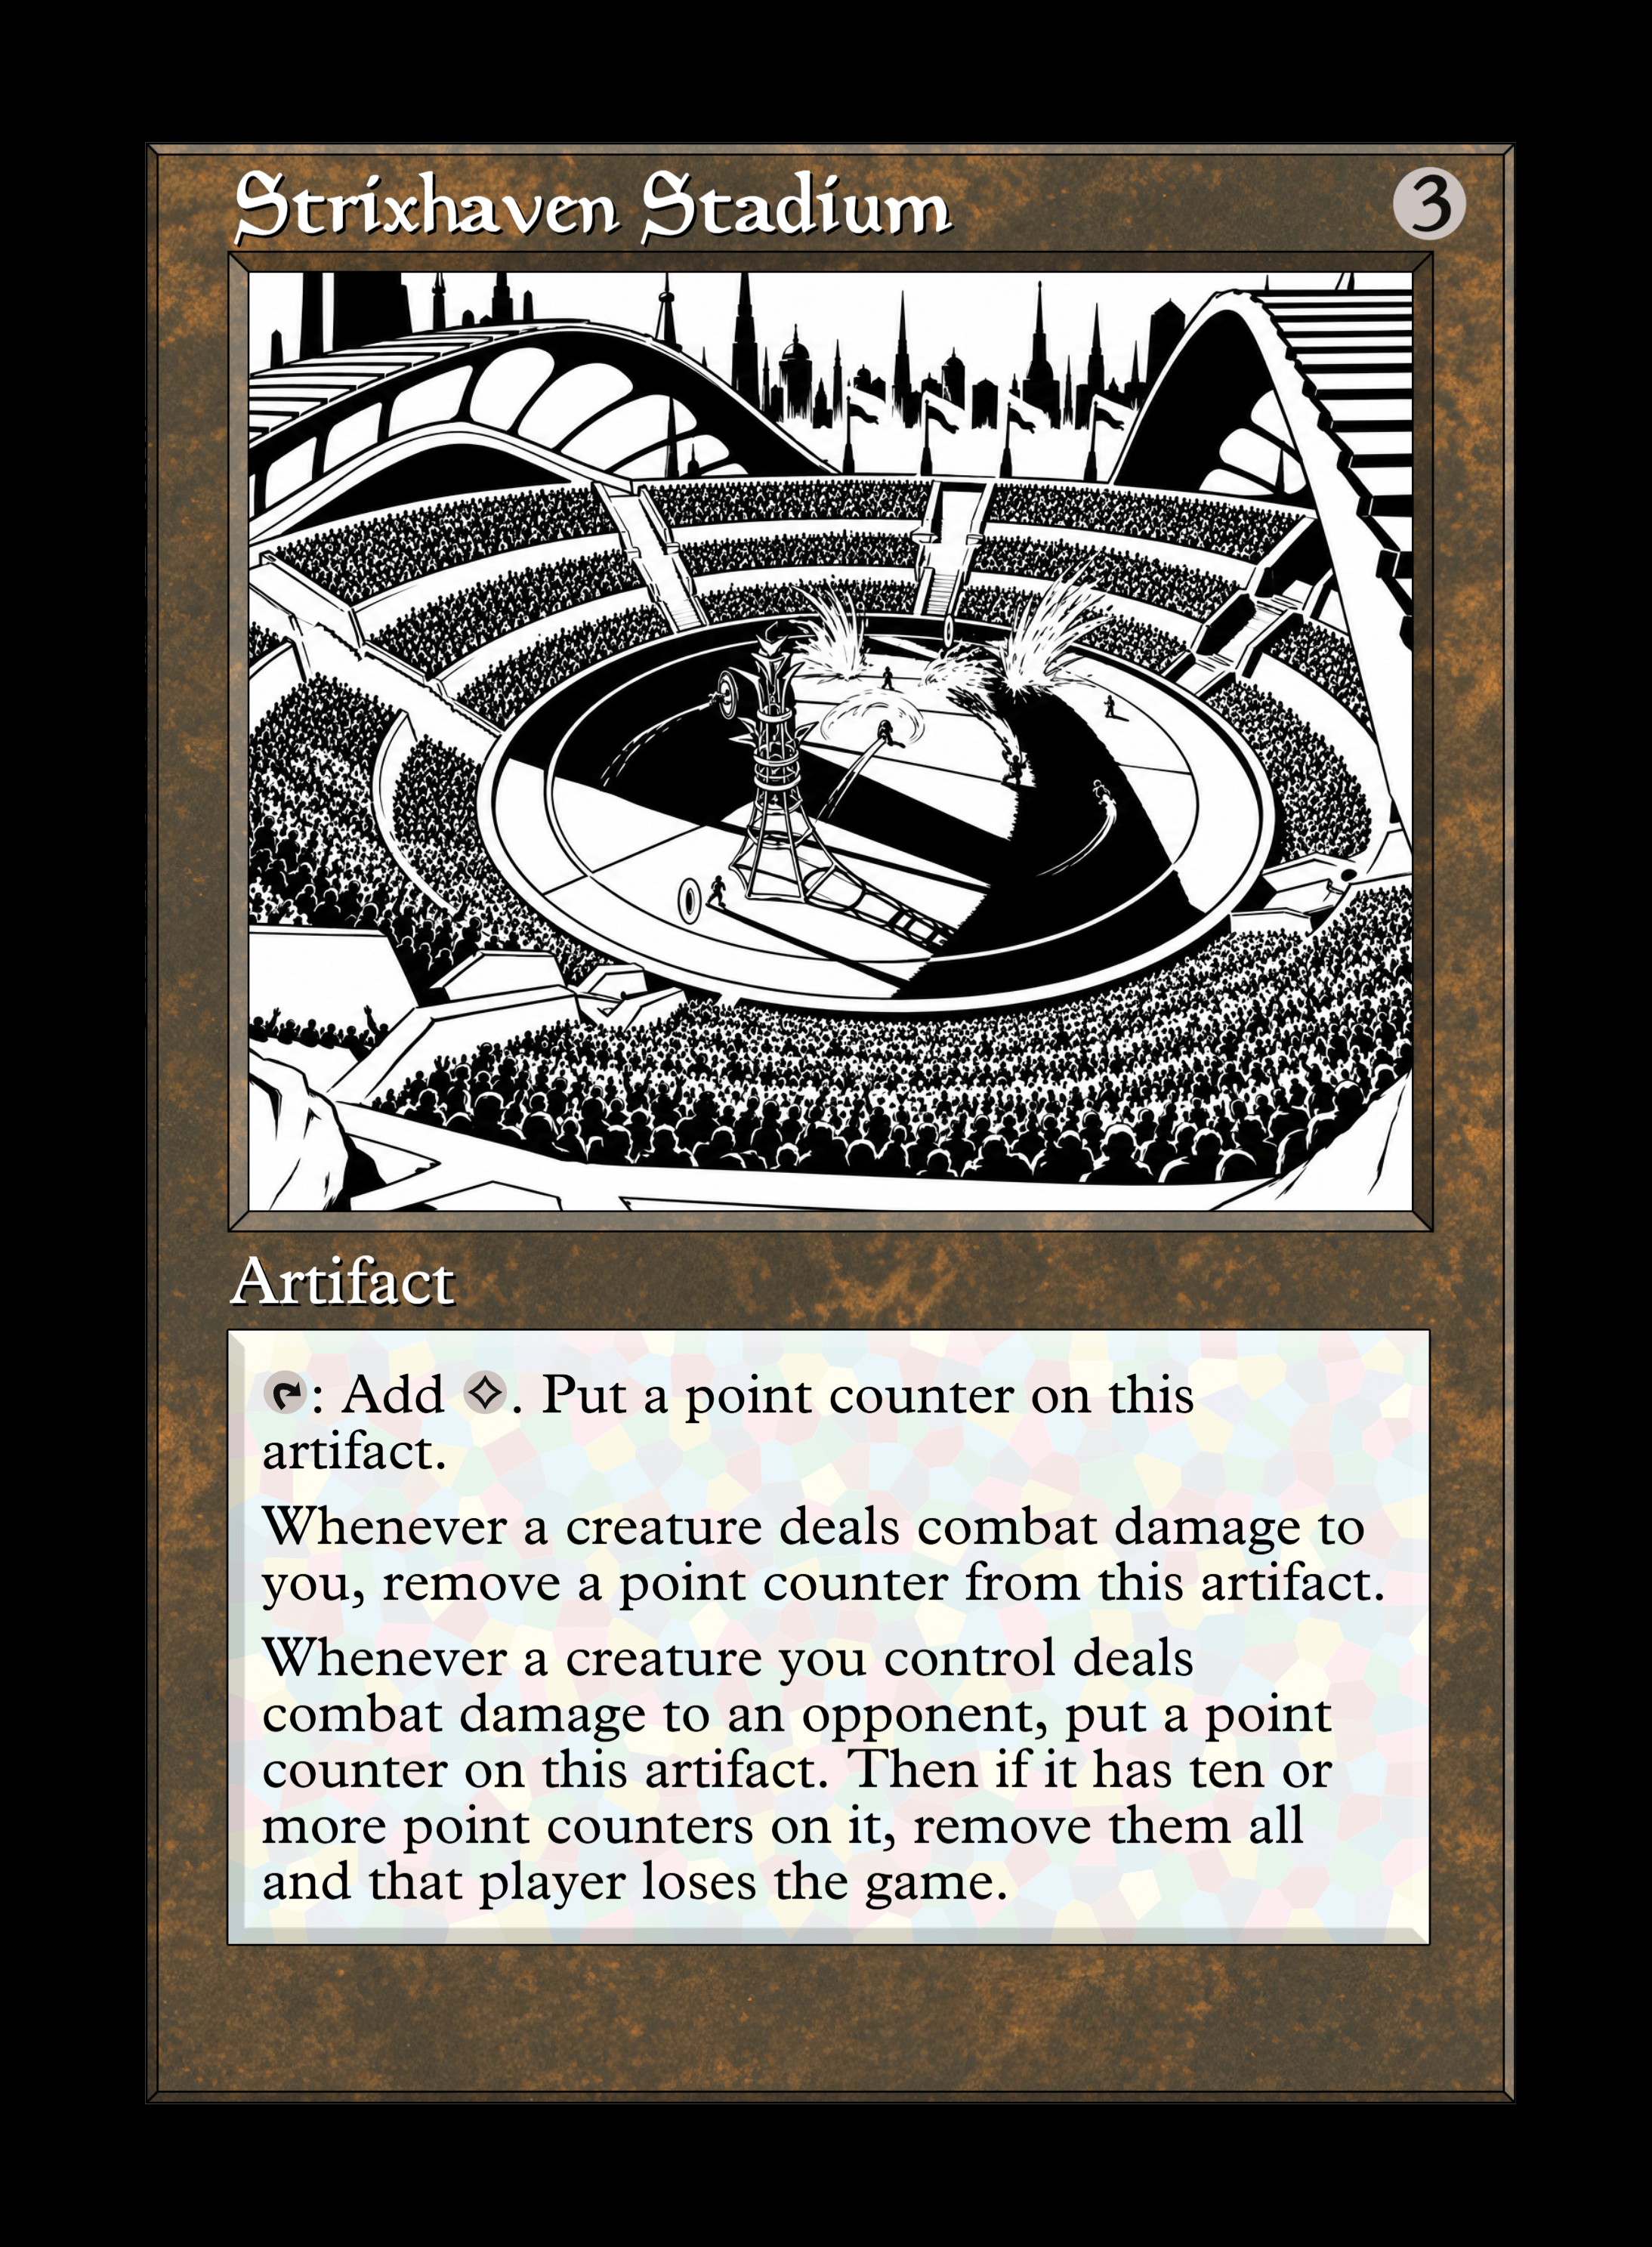 Strixhaven Stadium 3
Artifact
: Add . Put a point counter on this
artifact.
Whenever a creature deals combat damage to
you, remove a point counter from this artifact.
Whenever a creature you control deals
combat damage to an opponent, put a point
counter on this artifact. Then if it has ten or
more point counters on it, remove them all
and that player loses the game.